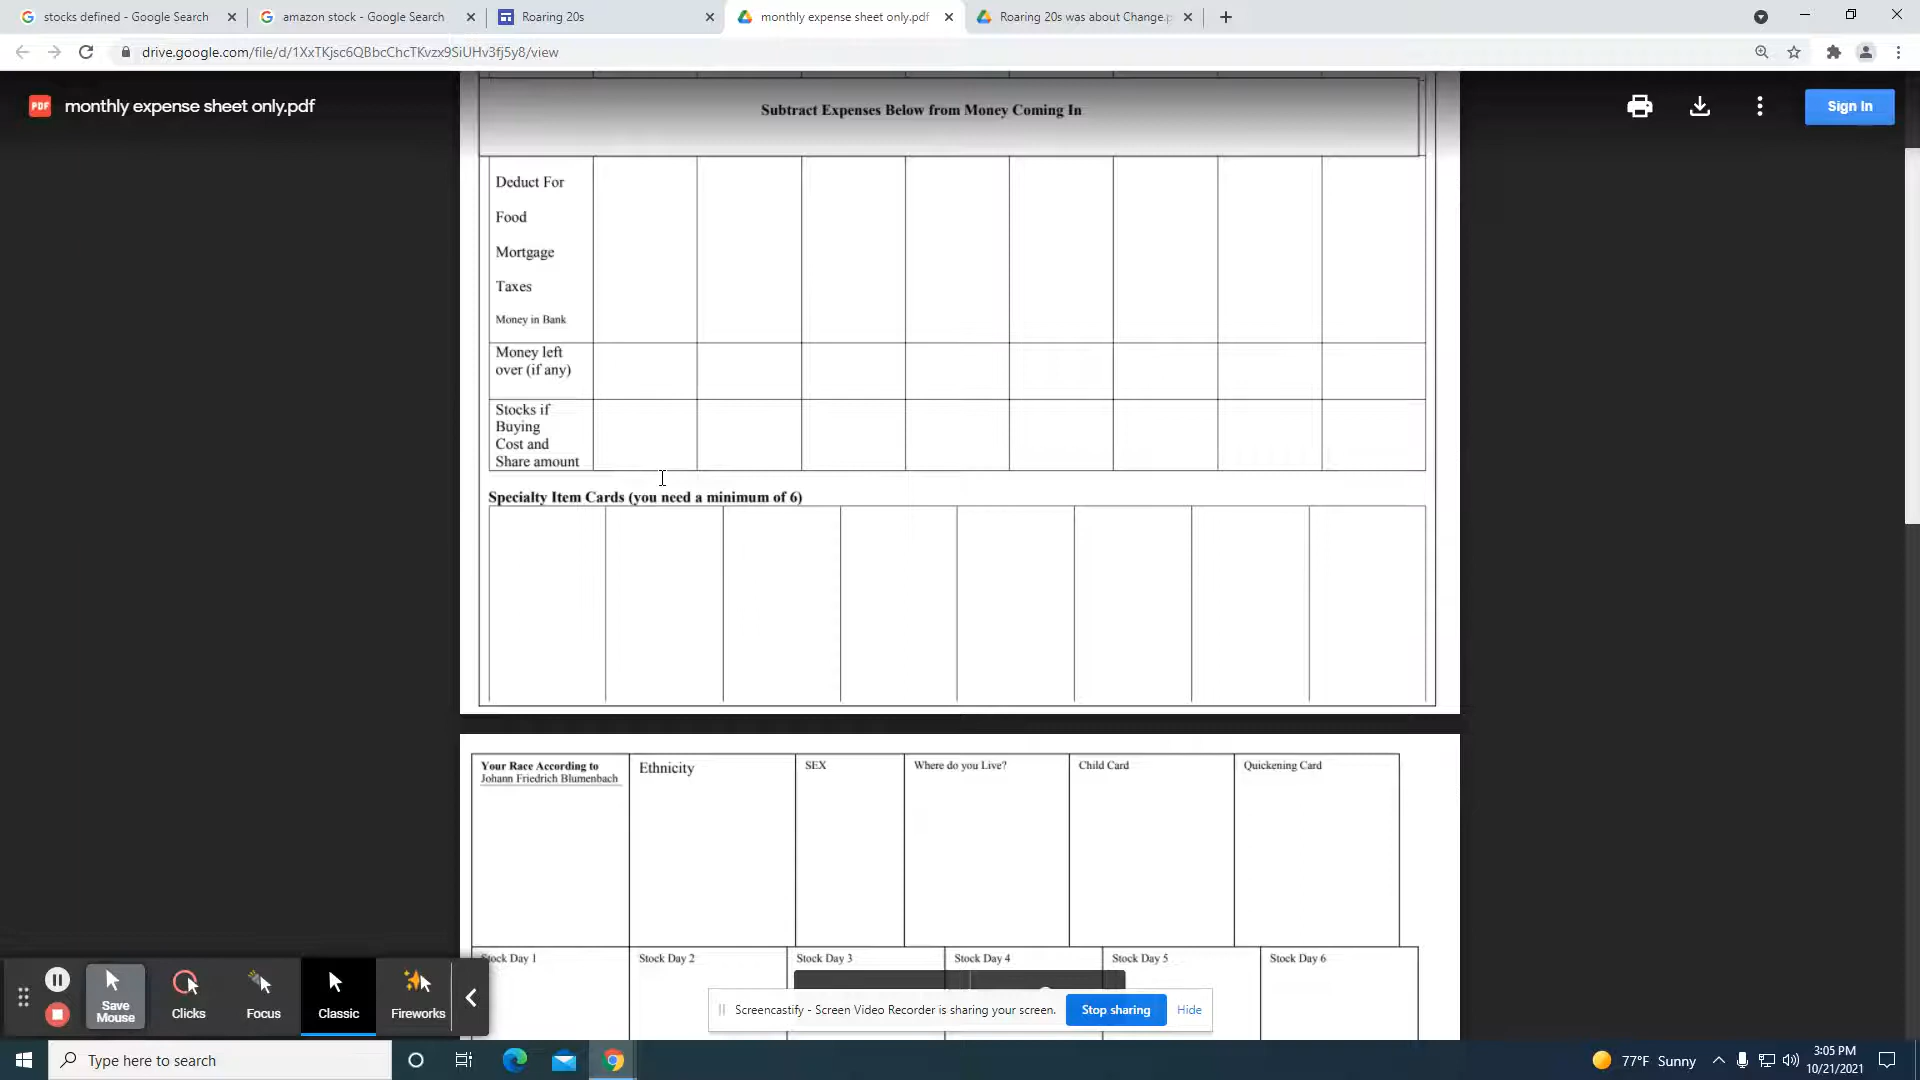 stocks defined - Google Search
amazon stock - Google Search
Roaring 20s
monthly expense sheet only.pdf
Roaring 20s was about Change.p
drive.google.com/file/d/1XxTKjsc6QBbcChcTKvzx9SiUHv3fj5y8/view
PDF
monthly expense sheet only.pdf
Sign In
Subtract Expenses Below from Money Coming In
Deduct For
Food
Mortgage
Taxes
Money in Bank
Money left
over (if any)
Stocks if
Buying
Cost and
Share amount
Specialty Item Cards (you need a minimum of 6)
Your Race According to
Johann Friedrich Blumenbach
Ethnicity
SEX
Where do you Live?
Child Card
Quickening Card
Stock Day 1
Stock Day 2
Stock Day 3
Stock Day 4
Stock Day 5
Stock Day 6
Save
Mouse
Clicks
Focus
Classic
Fireworks
Screencastify - Screen Video Recorder is sharing your screen.
Stop sharing
Hide
Type here to search
77°F Sunny
3:05 PM
10/21/2021